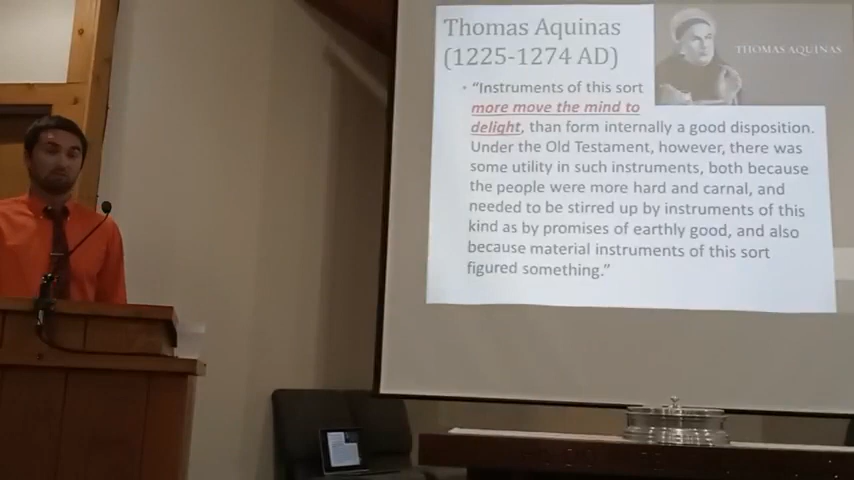 Thomas Aquinas
(1225-1274 AD)
THOMAS AQUINAS
• "Instruments of this sort
more move the mind to
delight, than form internally a good disposition.
Under the Old Testament, however, there was
some utility in such instruments, both because
the people were more hard and carnal, and
needed to be stirred up by instruments of this
kind as by promises of earthly good, and also
because material instruments of this sort
figured something."